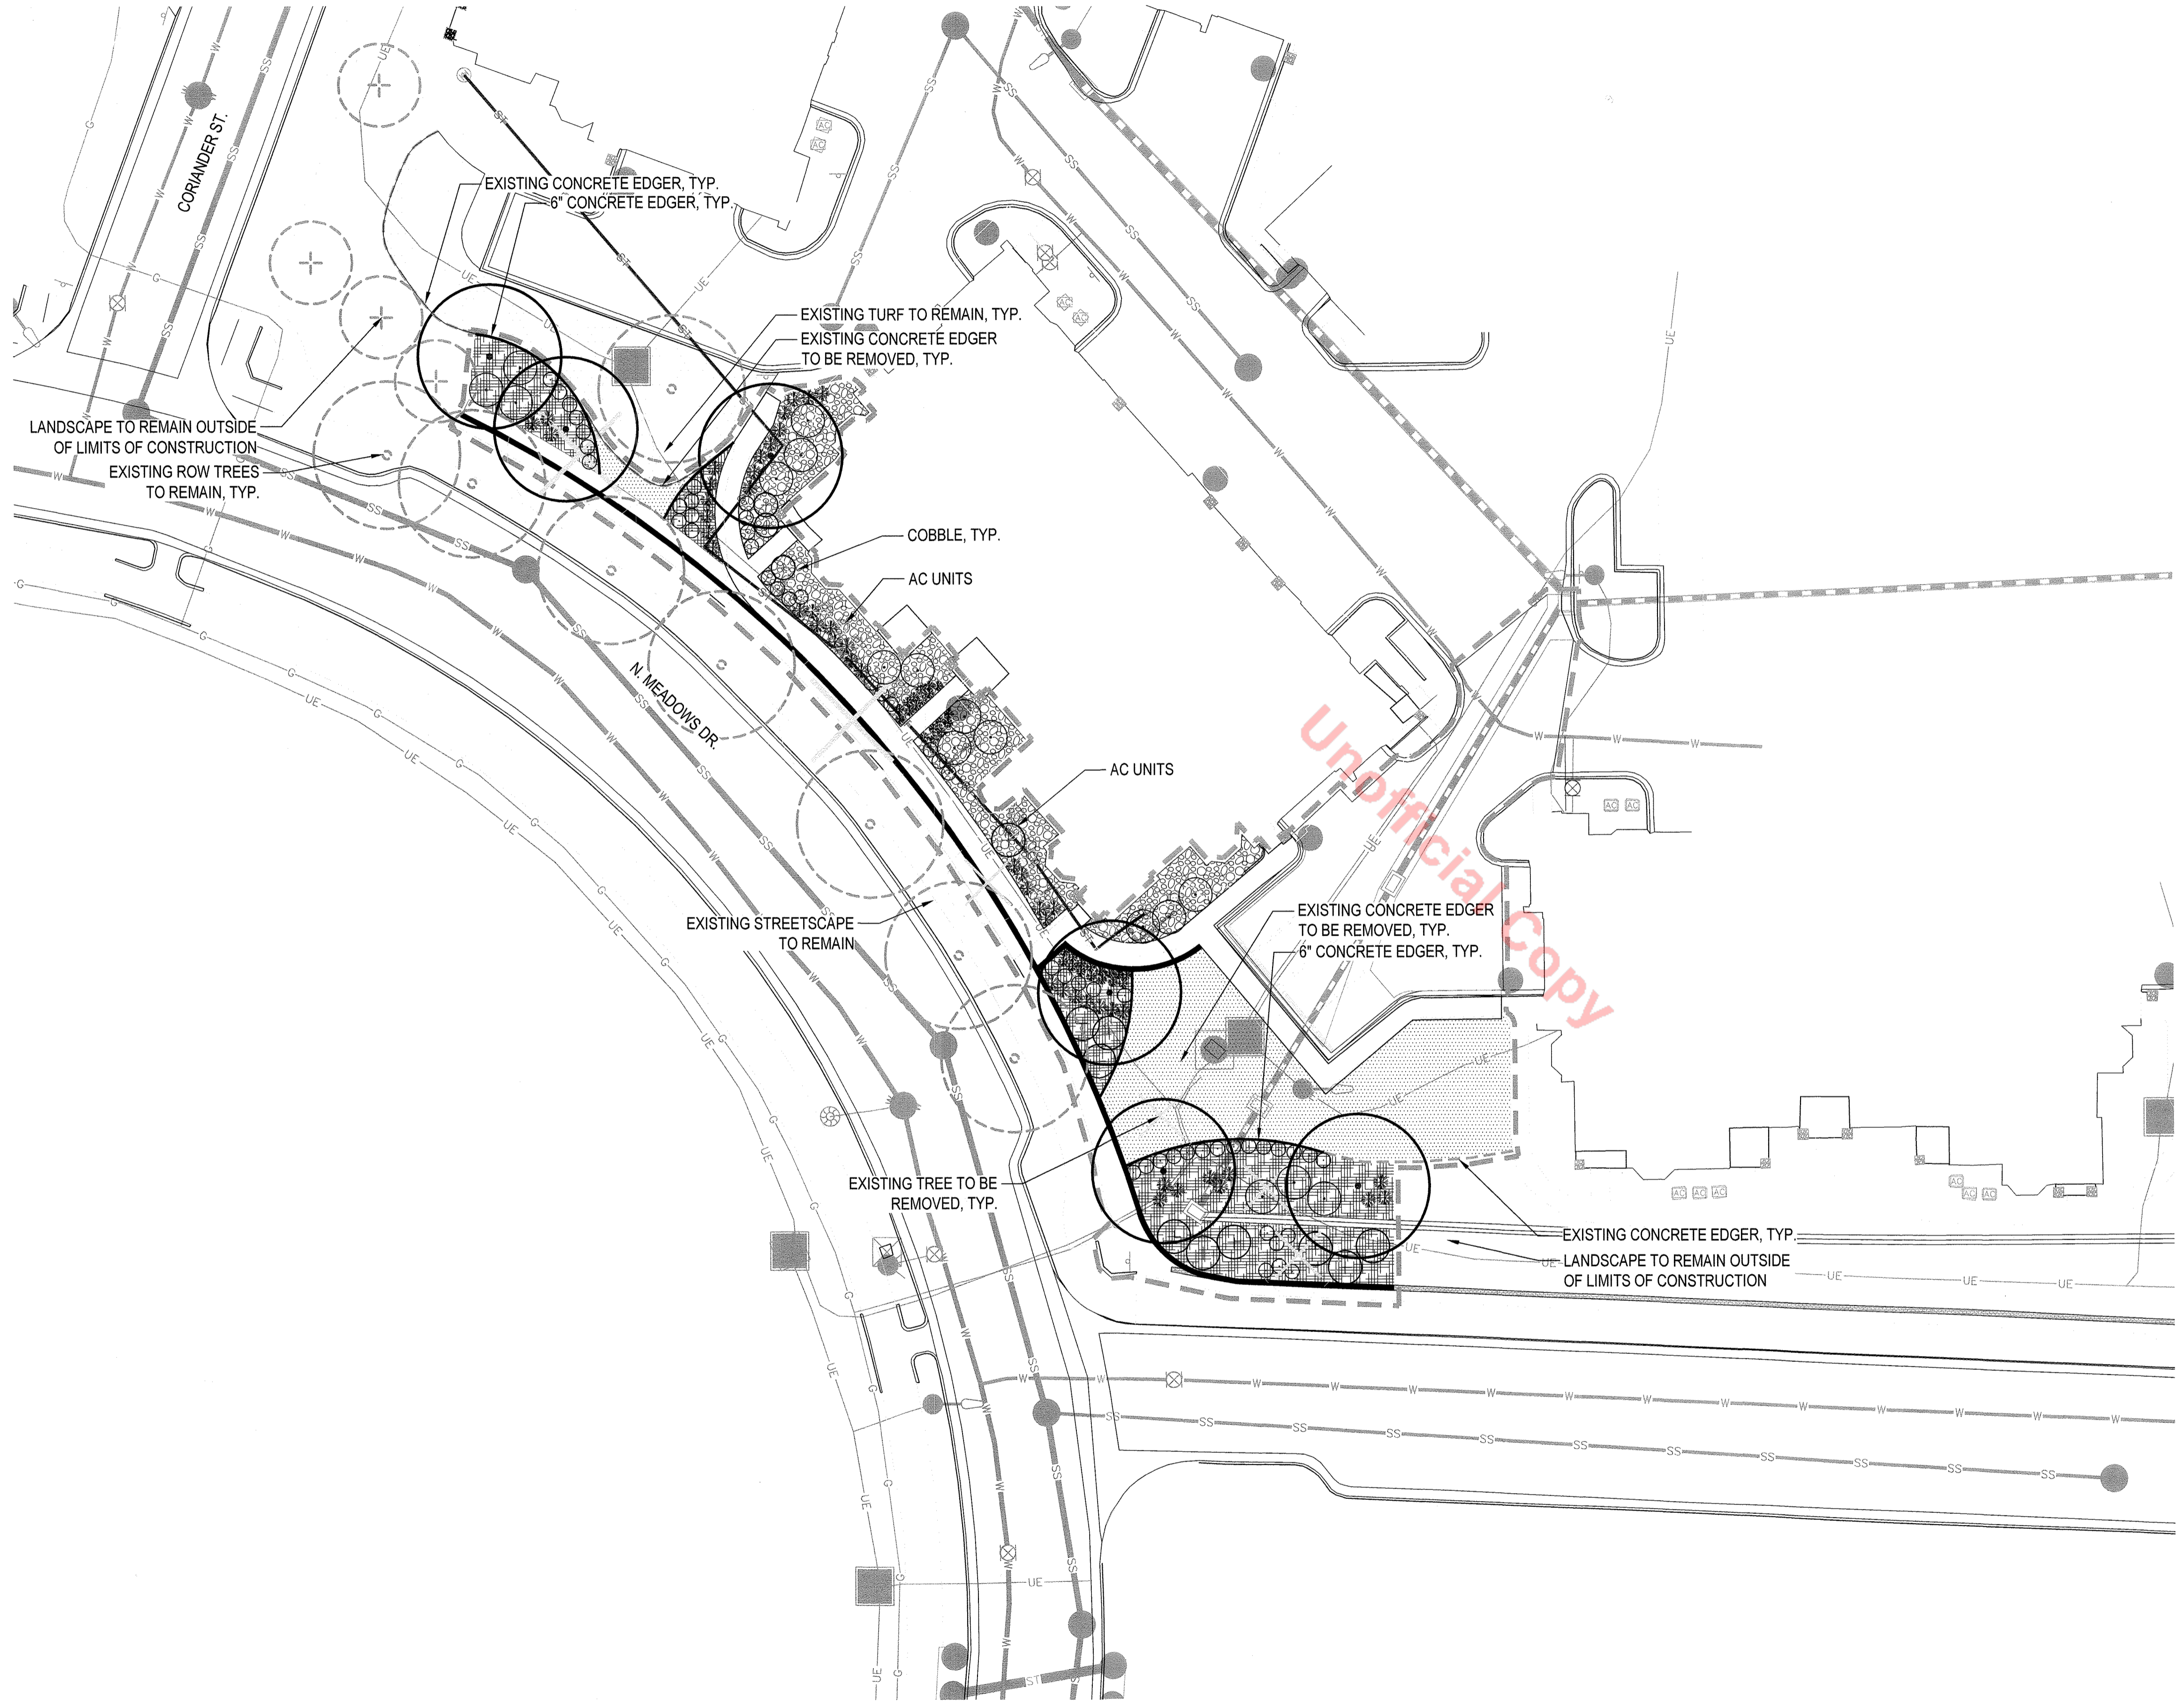 CORIANDER ST.
EXISTING CONCRETE EDGER, TYP.
6" CONCRETE EDGER, TYP.
EXISTING TURF TO REMAIN, TYP.
EXISTING CONCRETE EDGER
TO BE REMOVED, TYP.
LANDSCAPE TO REMAIN OUTSIDE
OF LIMITS OF CONSTRUCTION
EXISTING ROW TREES
TO REMAIN, TYP.
COBBLE, TYP.
AC UNITS
N. MEADOWS DR.
AC UNITS
Unofficial Copy
EXISTING STREETSCAPE
TO REMAIN
EXISTING CONCRETE EDGER
TO BE REMOVED, TYP.
6" CONCRETE EDGER, TYP.
EXISTING TREE TO BE
REMOVED, TYP.
EXISTING CONCRETE EDGER, TYP.
LANDSCAPE TO REMAIN OUTSIDE
OF LIMITS OF CONSTRUCTION